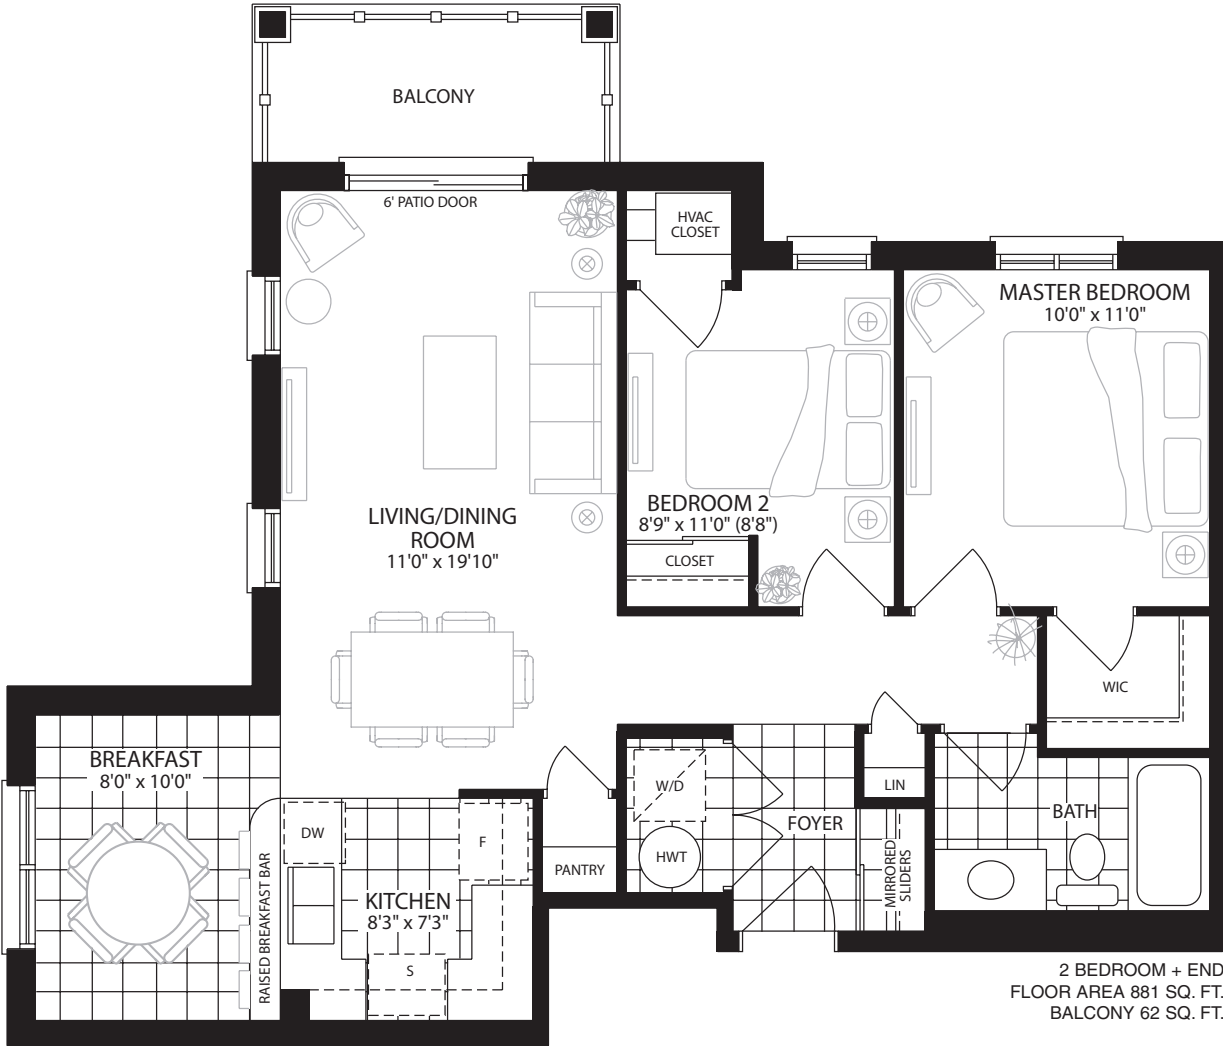 BALCONY
6' PATIO DOOR
HVAC
CLOSET
MASTER BEDROOM
10'0" x 11'0"
BEDROOM 2
8'9" x 11'0" (8'8")
CLOSET
LIVING/DINING
ROOM
11'0" x 19'10"
WIC
BREAKFAST
8'0" x 10'0"
W/D
LIN
FOYER
BATH
DW
F
HWT
PANTRY
MIRRORED
SLIDERS
RAISED BREAKFAST BAR
KITCHEN
8'3" x 7'3"
S
2 BEDROOM + END
FLOOR AREA 881 SQ. FT.
BALCONY 62 SQ. FT.